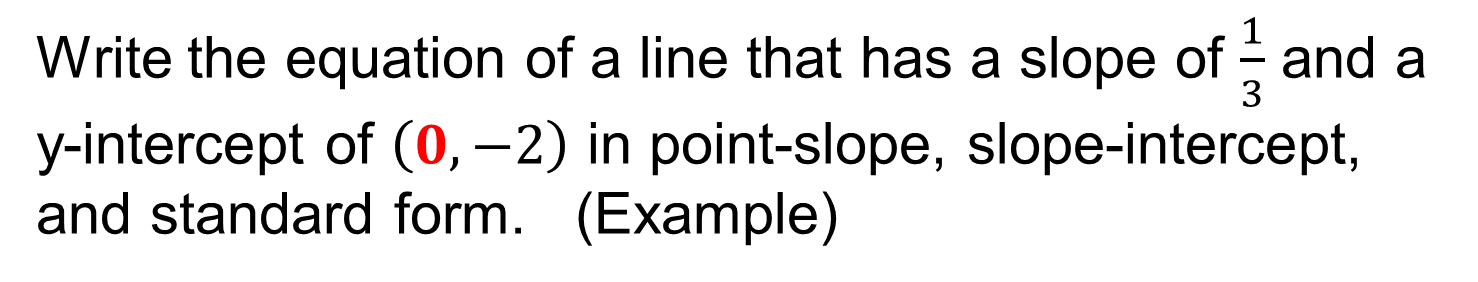 Write the equation of a line that has a slope of 1/3 and a
y-intercept of (0, −2) in point-slope, slope-intercept,
and standard form. (Example)